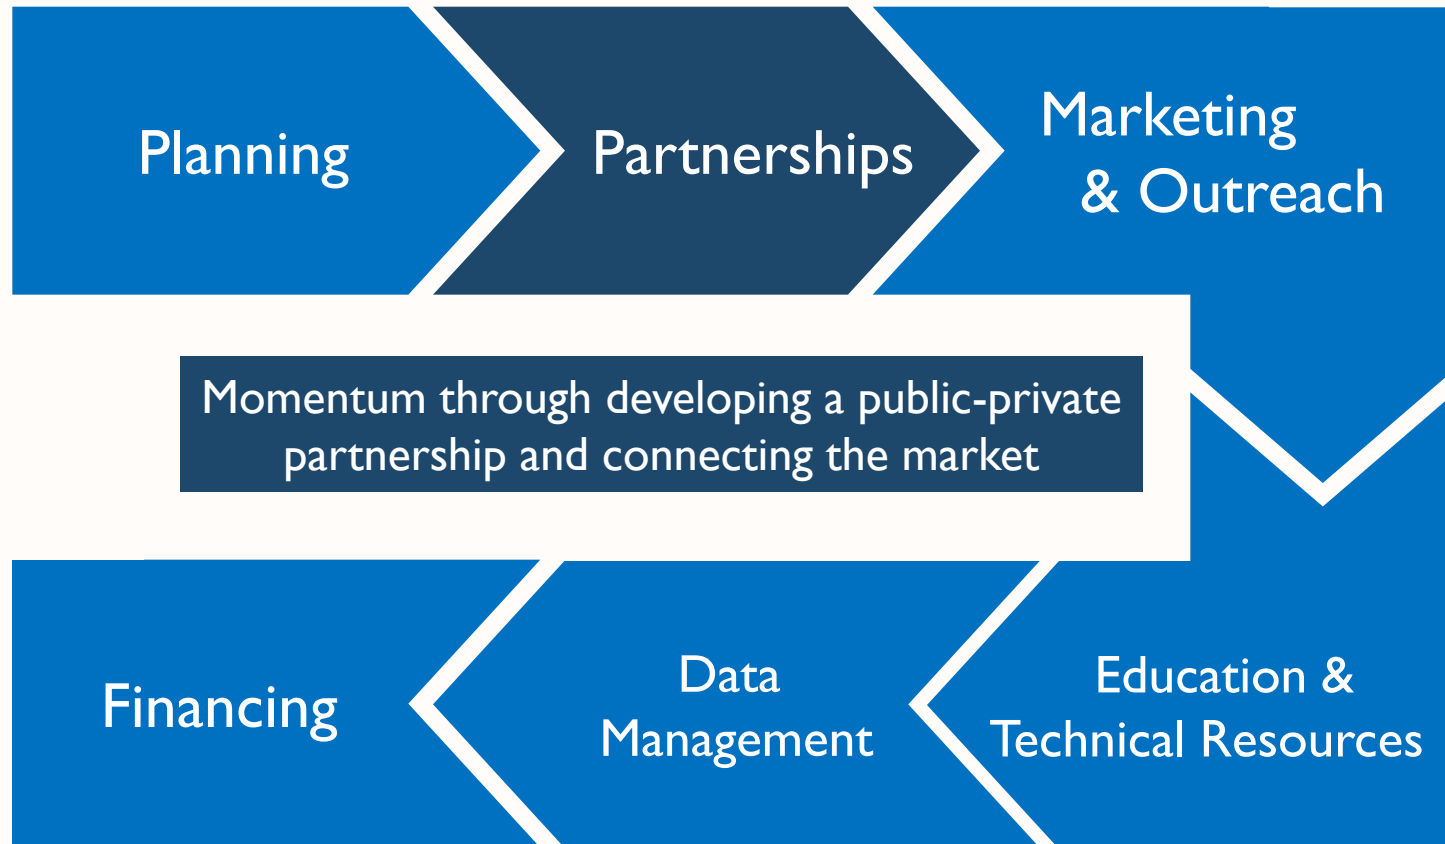 Planning
Partnerships
Marketing
& Outreach
Momentum through developing a public-private
partnership and connecting the market
Financing
Data
Management
Education &
Technical Resources